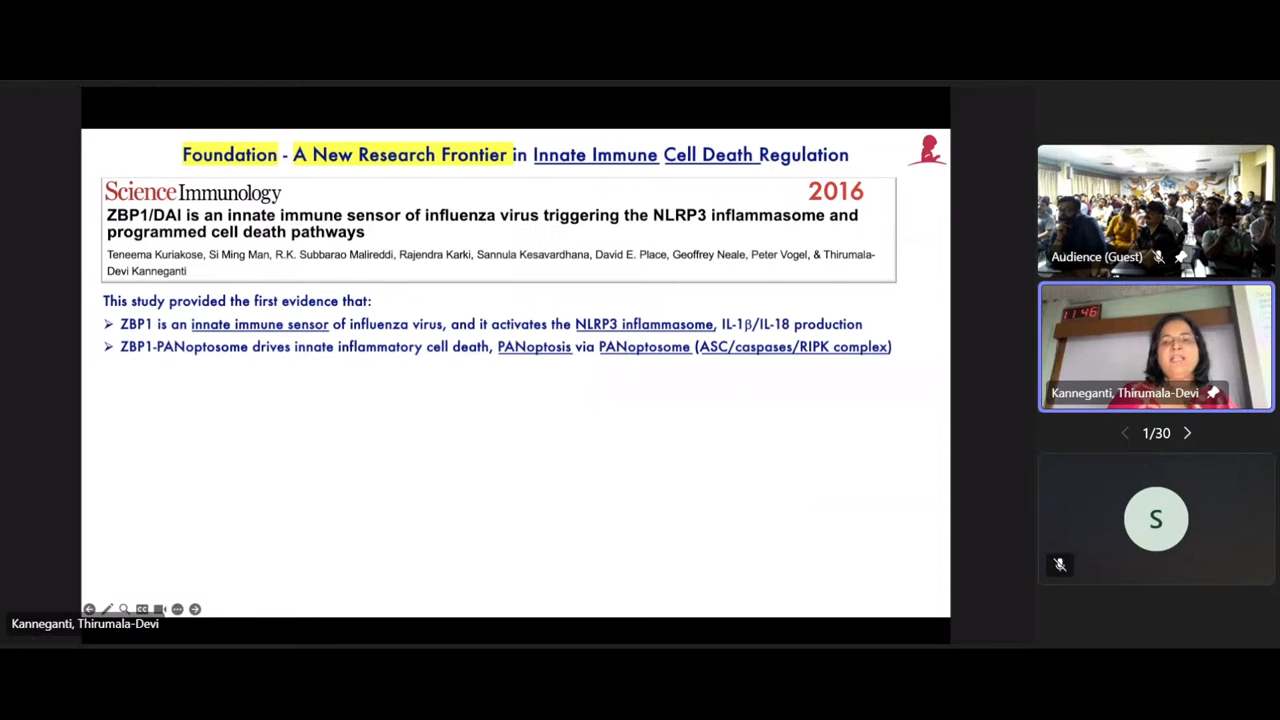 Foundation - A New Research Frontier in Innate Immune Cell Death Regulation
Science Immunology
2016
ZBP1/DAI is an innate immune sensor of influenza virus triggering the NLRP3 inflammasome and
programmed cell death pathways
Teneema Kuriakose, Si Ming Man, R.K. Subbarao Malireddi, Rajendra Karki, Sannula Kesavardhana, David E. Place, Geoffrey Neale, Peter Vogel, & Thirumala-
Devi Kanneganti
This study provided the first evidence that:
➢ ZBP1 is an innate immune sensor of influenza virus, and it activates the NLRP3 inflammasome, IL-1β/IL-18 production
➢ ZBP1-PANoptosome drives innate inflammatory cell death, PANoptosis via PANoptosome (ASC/caspases/RIPK complex)
Kanneganti, Thirumala-Devi
Audience (Guest)
11:46
Kanneganti, Thirumala-Devi
1/30
S